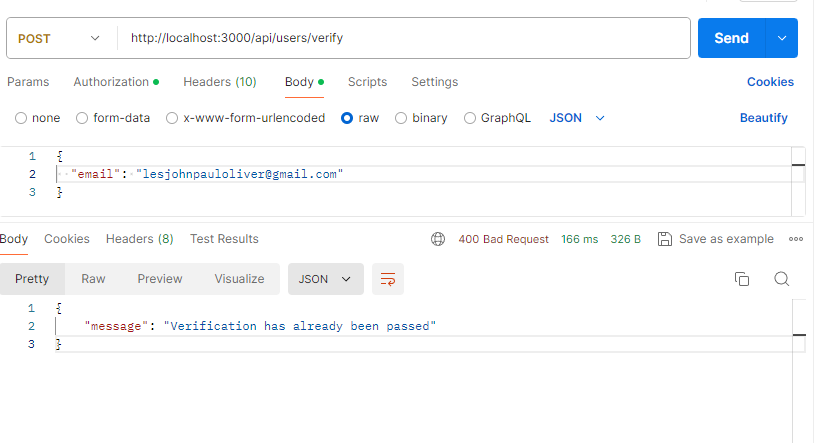 POST http://localhost:3000/api/users/verify Send
Params Authorization Headers (10) Body Scripts Settings Cookies
none form-data x-www-form-urlencoded raw binary GraphQL JSON Beautify
1 {
2 "email": "lesjohnpauloliver@gmail.com"
3 }
Body Cookies Headers (8) Test Results 400 Bad Request 166 ms 326 B Save as example
Pretty Raw Preview Visualize JSON
1 {
2 "message": "Verification has already been passed"
3 }